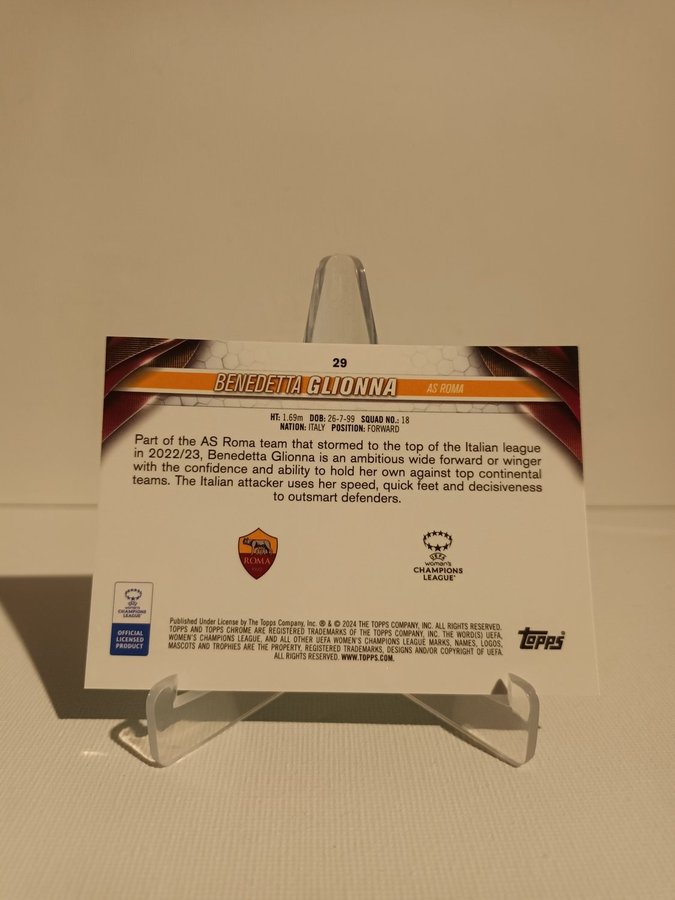 29
BENEDETTA GLIONNA
AS ROMA
HT: 1.69m DOB: 26-7-99 SQUAD NO.: 18
NATION: ITALY POSITION: FORWARD
Part of the AS Roma team that stormed to the top of the Italian league
in 2022/23, Benedetta Glionna is an ambitious wide forward or winger
with the confidence and ability to hold her own against top continental
teams. The Italian attacker uses her speed, quick feet and decisiveness
to outsmart defenders.
ROMA
1927
UEFA
women's
CHAMPIONS
LEAGUE™
women's
CHAMPIONS
LEAGUE
OFFICIAL
LICENSED
PRODUCT
Published Under License by The Topps Company, Inc. ® & © 2024 THE TOPPS COMPANY, INC. ALL RIGHTS RESERVED.
TOPPS AND TOPPS CHROME ARE REGISTERED TRADEMARKS OF THE TOPPS COMPANY, INC. THE WORD(S) UEFA,
WOMEN'S CHAMPIONS LEAGUE, AND ALL OTHER UEFA WOMEN'S CHAMPIONS LEAGUE MARKS, NAMES, LOGOS,
MASCOTS AND TROPHIES ARE THE PROPERTY, REGISTERED TRADEMARKS, DESIGNS AND/OR COPYRIGHT OF UEFA.
ALL RIGHTS RESERVED. WWW.TOPPS.COM.
topps®